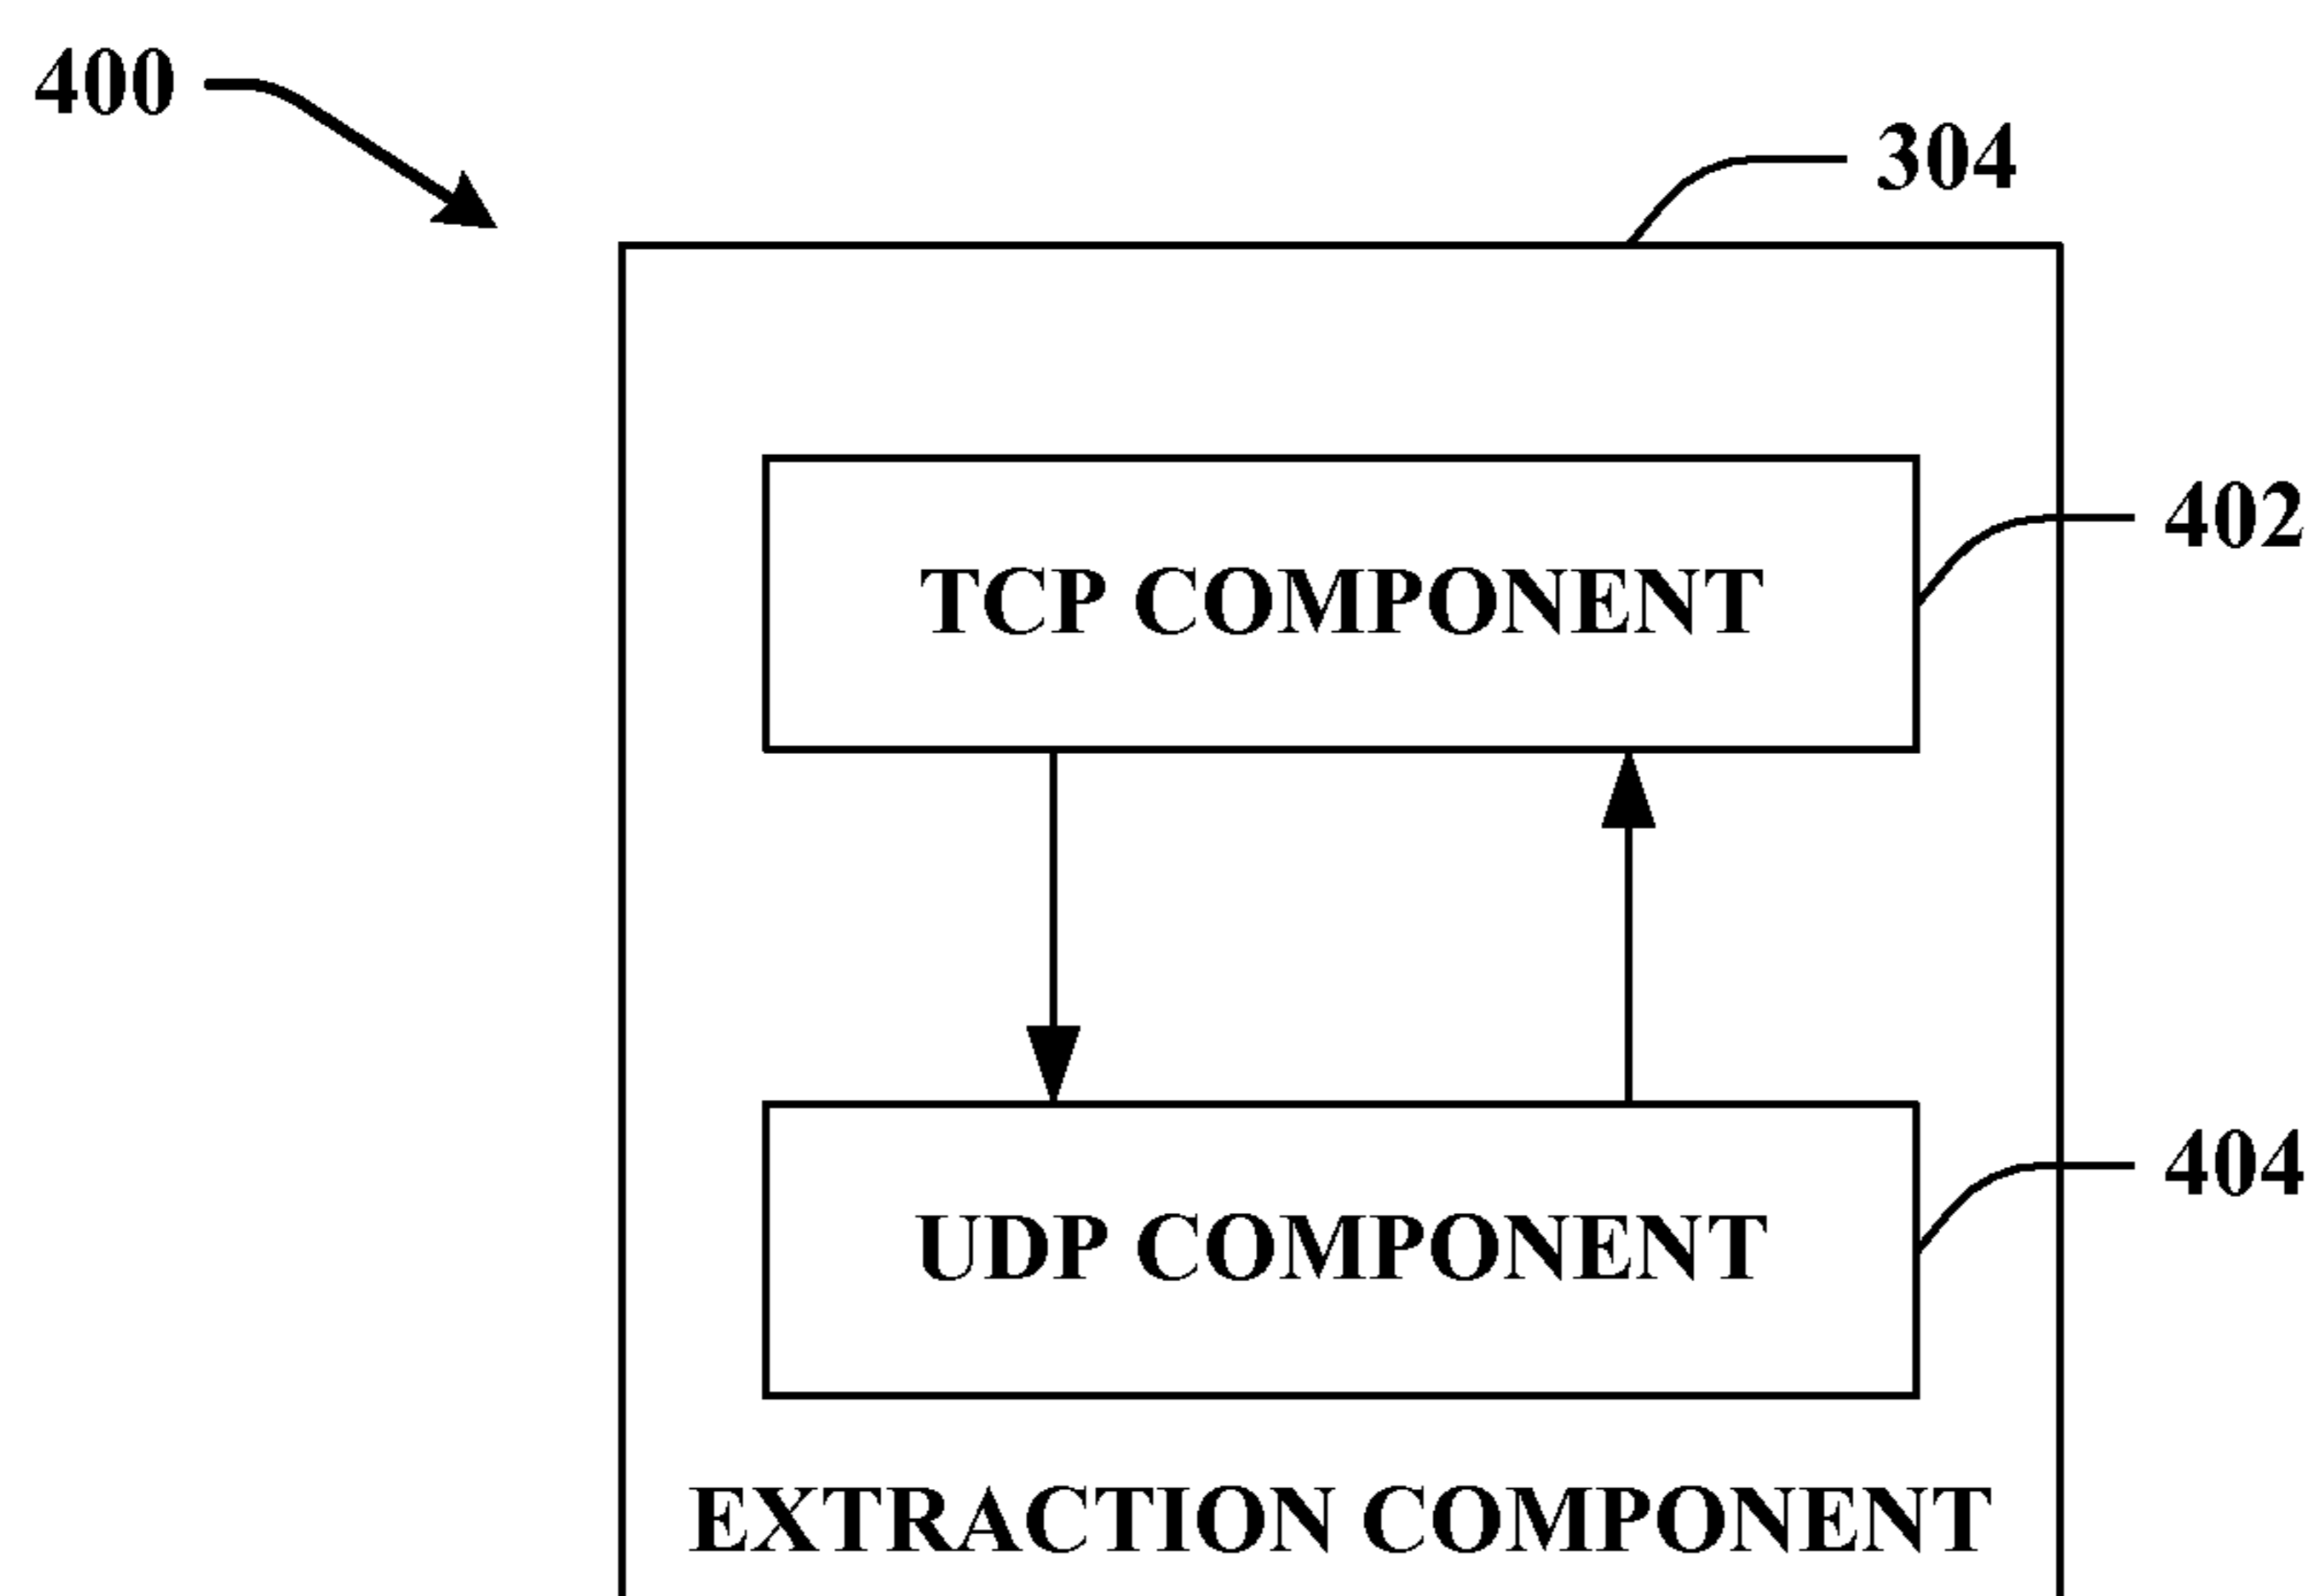 400
304
402
TCP COMPONENT
404
UDP COMPONENT
EXTRACTION COMPONENT